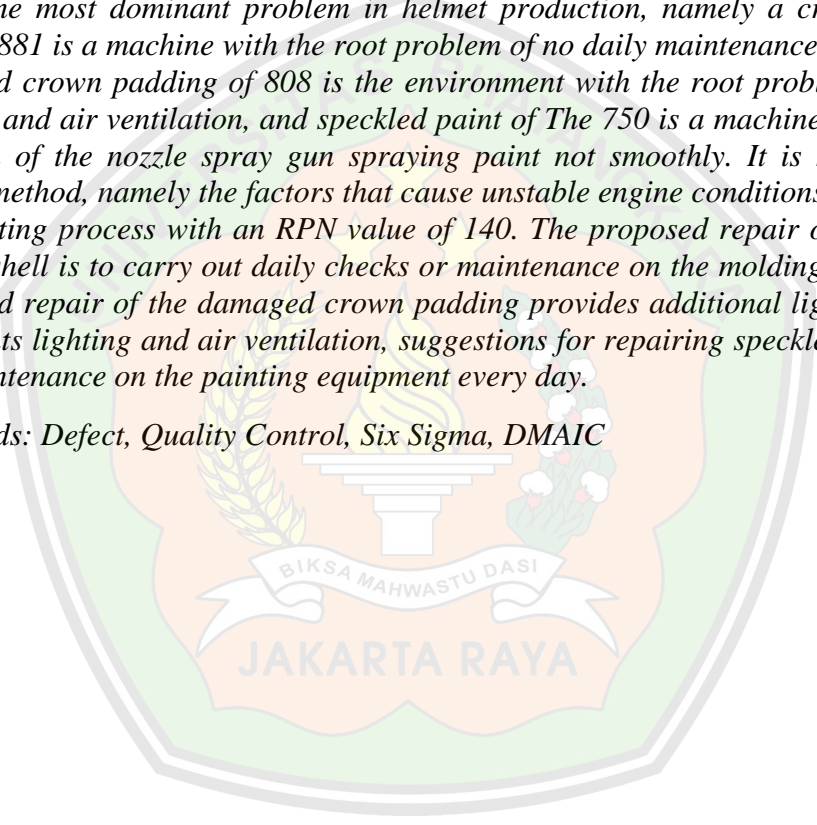 he most dominant problem in helmet production, namely a c
881 is a machine with the root problem of no daily maintenance
d crown padding of 808 is the environment with the root probl
and air ventilation, and speckled paint of The 750 is a machine
of the nozzle spray gun spraying paint not smoothly. It is
method, namely the factors that cause unstable engine conditions
ting process with an RPN value of 140. The proposed repair o
hell is to carry out daily checks or maintenance on the molding
d repair of the damaged crown padding provides additional lig
ts lighting and air ventilation, suggestions for repairing speckle
ntenance on the painting equipment every day.
ds: Defect, Quality Control, Six Sigma, DMAIC
UNIVERSITAS BHAYANGKARA
BIKSA MAHWASTU DASI
JAKARTA RAYA